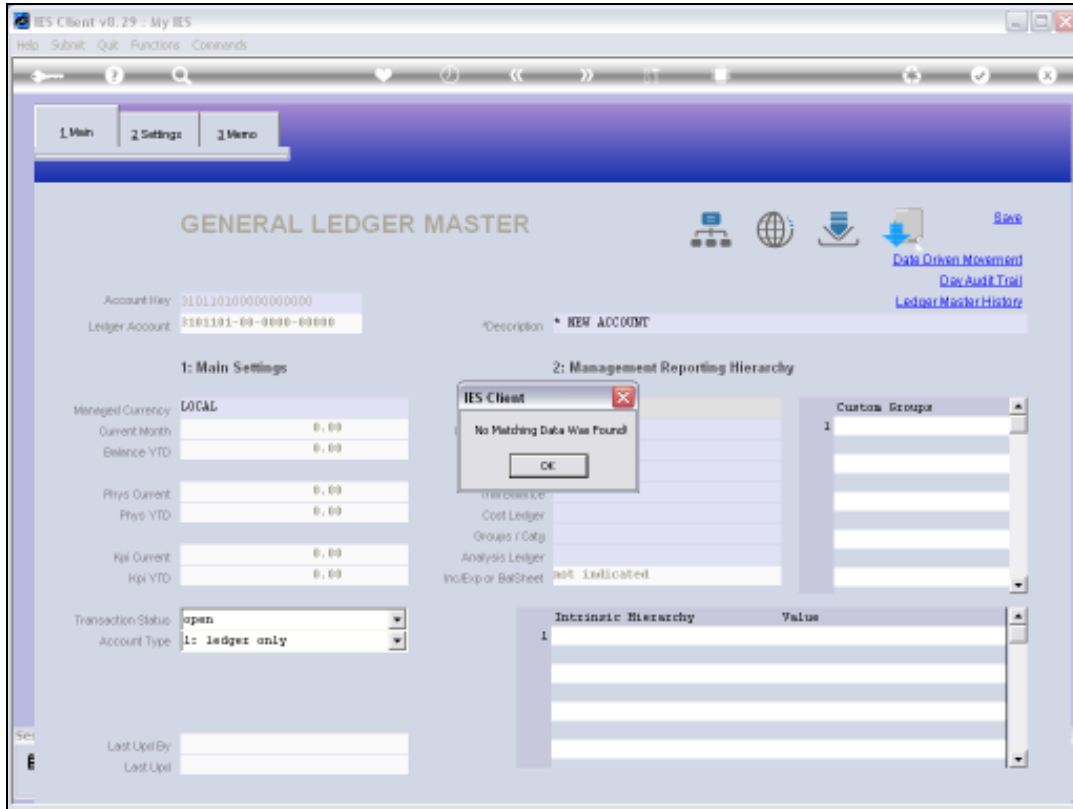 IES Client v8.29 : My IES
Help Submit Quit Functions Commands
1 Main 2 Settings 3 Memo
GENERAL LEDGER MASTER
Save
Date Driven Movement
Day Audit Trail
Ledger Master History
Account Key 310110100000000000
Ledger Account 3101101-00-0000-00000
*Description * NEW ACCOUNT
1: Main Settings
2: Management Reporting Hierarchy
Managed Currency LOCAL
Current Month 0.00
Balance YTD 0.00
Phys Current 0.00
Phys YTD 0.00
Kpi Current 0.00
Kpi YTD 0.00
Transaction Status open
Account Type 1: ledger only
Last Upd By
Last Upd
IES Client
No Matching Data Was Found!
OK
Trial Balance
Cost Ledger
Groups / Catg
Analysis Ledger
Inc/Exp or BalSheet not indicated
Custom Groups
1
Intrinsic Hierarchy Value
1